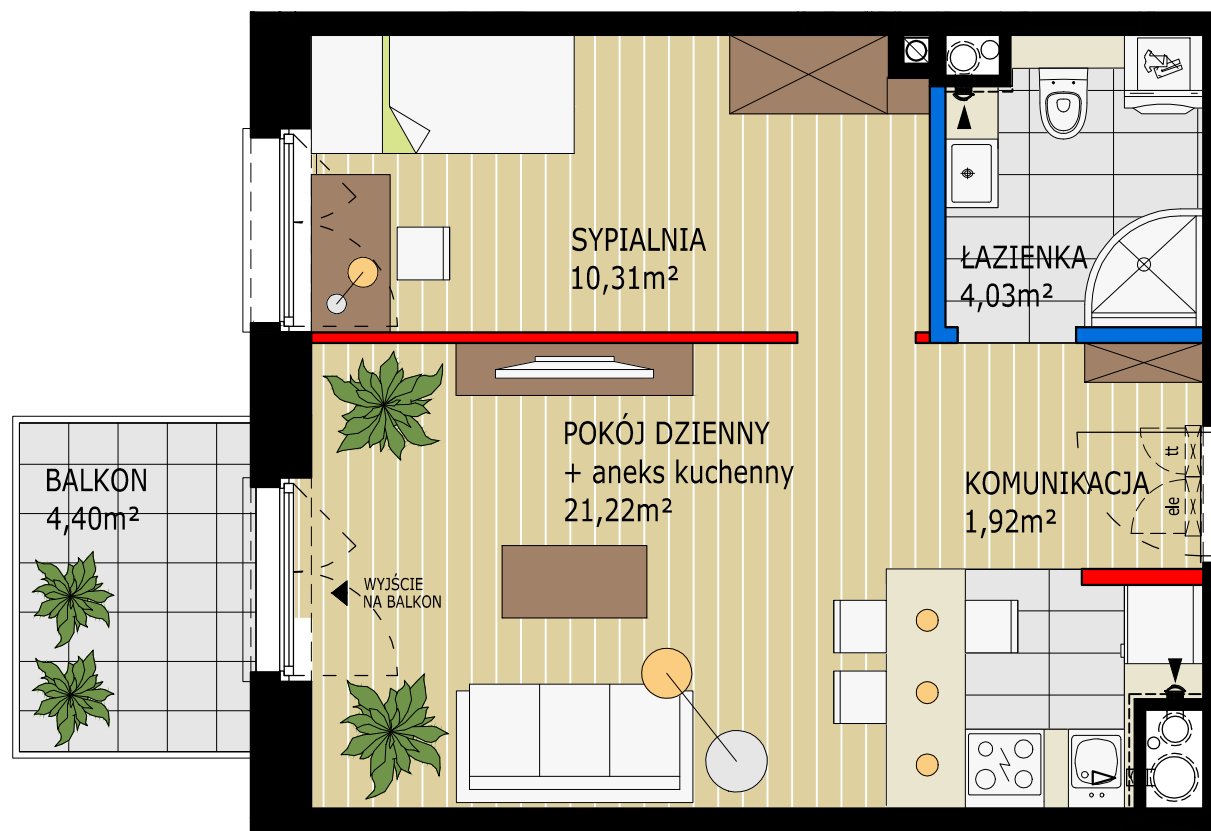 SYPIALNIA
10,31m²
ŁAZIENKA
4,03m²
POKÓJ DZIENNY
+ aneks kuchenny
21,22m²
BALKON
4,40m²
KOMUNIKACJA
1,92m²
tt
ele
WYJŚCIE
NA BALKON